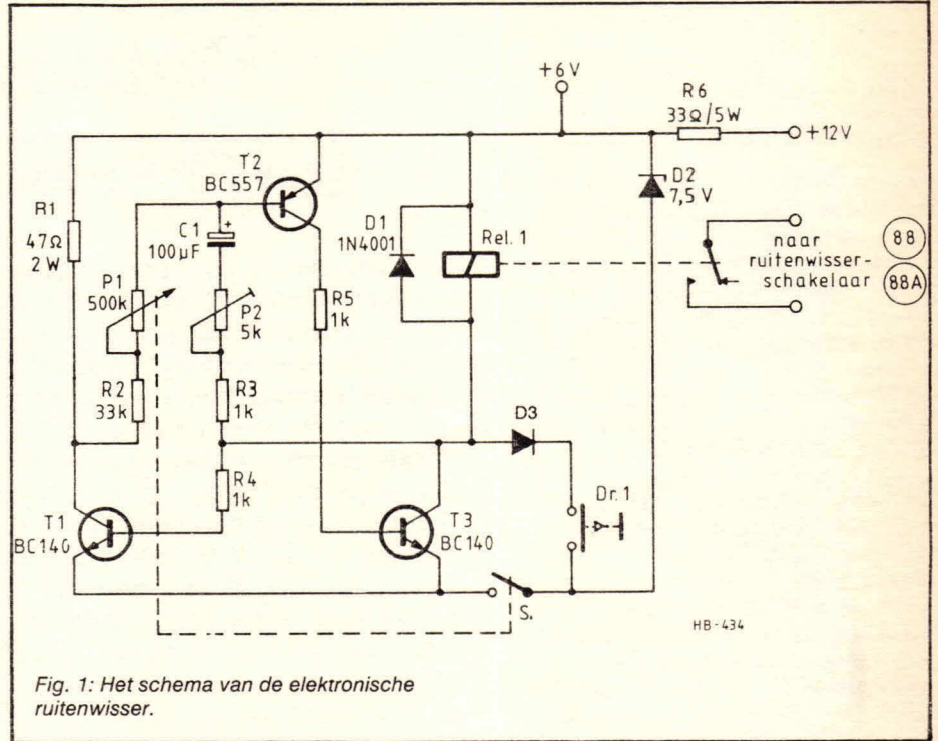 +6V
R6
33Ω/5W
+12V
T2
BC557
D2
7,5 V
R1
47Ω
2W
C1
+
100µF
D1
1N4001
Rel. 1
naar
ruitenwisser-
schakelaar
88
88A
P1
500k
P2
5k
R5
1k
R2
33k
R3
1k
D3
R4
1k
Dr.1
T1
BC140
T3
BC140
S.
HB-434
Fig. 1: Het schema van de elektronische
ruitenwisser.